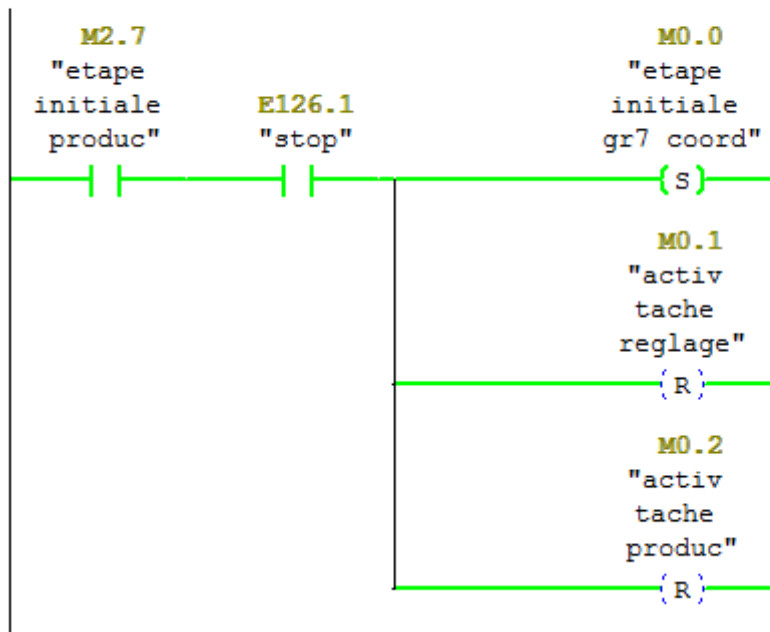 M2.7
"etape
initiale
produc"
E126.1
"stop"
M0.0
"etape
initiale
gr7 coord"
S
M0.1
"activ
tache
reglage"
R
M0.2
"activ
tache
produc"
R